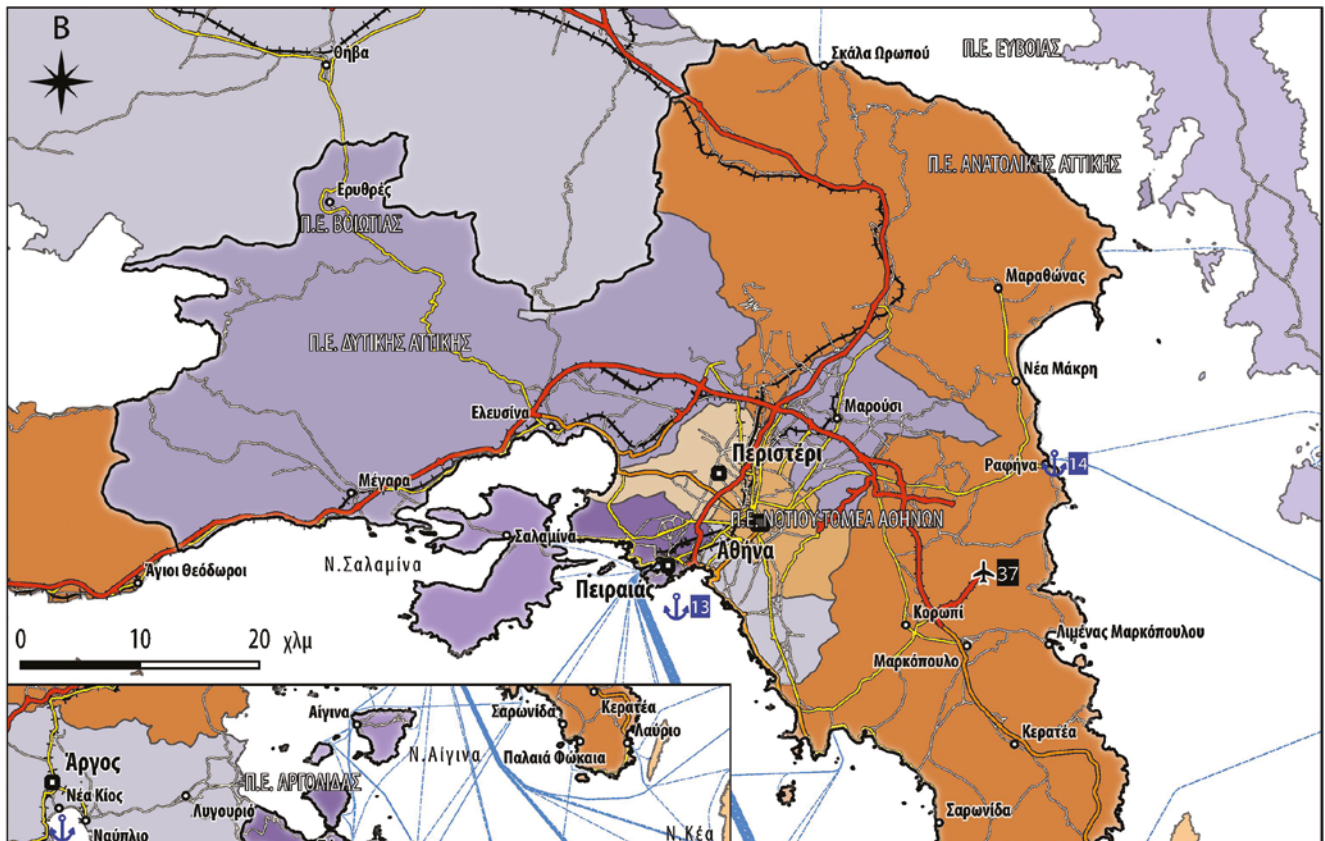 Β
Θήβα
Σκάλα Ωρωπού
Π.Ε. ΕΥΒΟΙΑΣ
Π.Ε. ΑΝΑΤΟΛΙΚΗΣ ΑΤΤΙΚΗΣ
Ερυθρές
Π.Ε. ΒΟΙΩΤΙΑΣ
Μαραθώνας
Π.Ε. ΔΥΤΙΚΗΣ ΑΤΤΙΚΗΣ
Νέα Μάκρη
Ελευσίνα
Μαρούσι
Περιστέρι
Ραφήνα
14
Μέγαρα
Π.Ε. ΝΟΤΙΟΥ ΤΟΜΕΑ ΑΘΗΝΩΝ
Σαλαμίνα
Αθήνα
Ν.Σαλαμίνα
Άγιοι Θεόδωροι
Πειραιάς
37
13
Κορωπί
Λιμένας Μαρκόπουλου
0 10 20 χλμ
Μαρκόπουλο
Κερατέα
Σαρωνίδα
Αίγινα
Σαρωνίδα
Κερατέα
Λαύριο
Ν.Αίγινα
Παλαιά Φώκαια
Άργος
Π.Ε. ΑΡΓΟΛΙΔΑΣ
Νέα Κίος
Λυγουριό
Ναύπλιο
Ν.Κέα